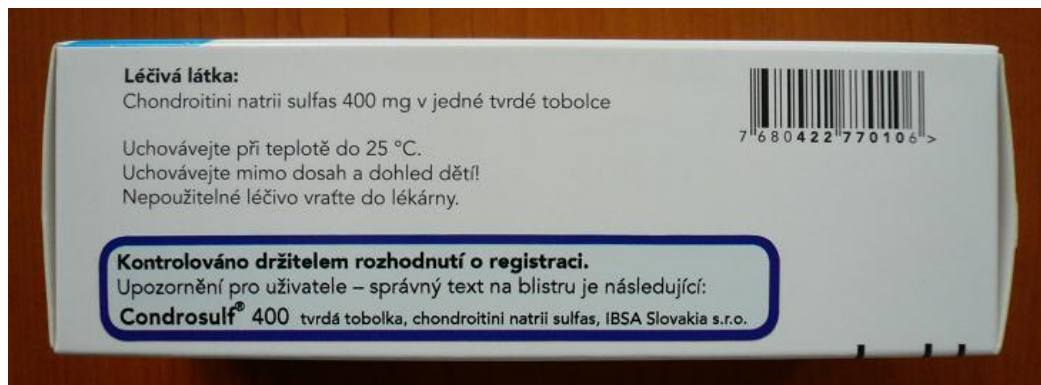 Léčivá látka:
Chondroitini natrii sulfas 400 mg v jedné tvrdé tobolce
Uchovávejte při teplotě do 25 °C.
Uchovávejte mimo dosah a dohled dětí!
Nepoužitelné léčivo vraťte do lékárny.
7 680422 770106 >
Kontrolováno držitelem rozhodnutí o registraci.
Upozornění pro uživatele – správný text na blistru je následující:
Condrosulf® 400 tvrdá tobolka, chondroitini natrii sulfas, IBSA Slovakia s.r.o.